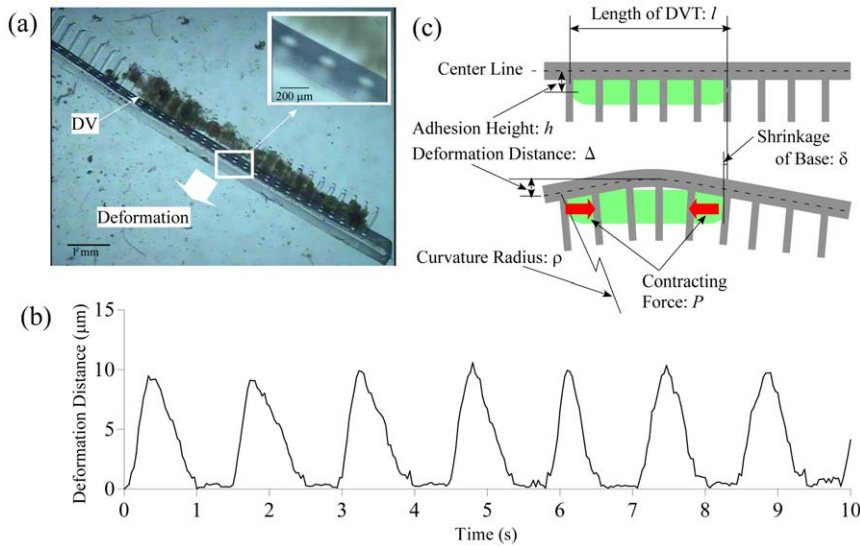 (a)
200 μm
DV
Deformation
1 mm
(c)
Length of DVT: l
Center Line
Adhesion Height: h
Deformation Distance: Δ
Shrinkage
of Base: δ
Curvature Radius: ρ
Contracting
Force: P
(b)
Deformation Distance (μm)
15
10
5
0
0 1 2 3 4 5 6 7 8 9 10
Time (s)